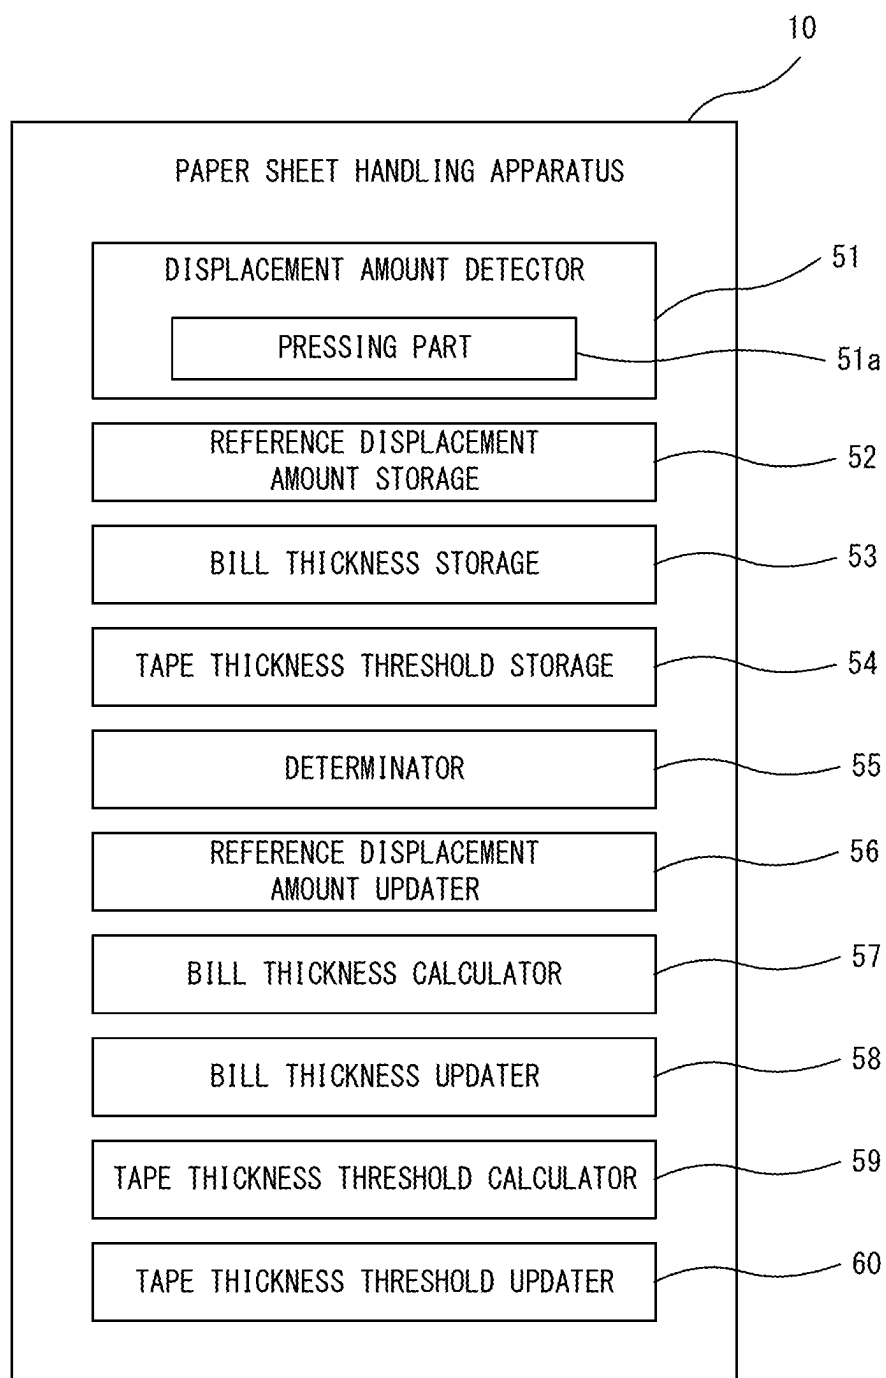 10
PAPER SHEET HANDLING APPARATUS
DISPLACEMENT AMOUNT DETECTOR
51
PRESSING PART
51a
REFERENCE DISPLACEMENT
AMOUNT STORAGE
52
BILL THICKNESS STORAGE
53
TAPE THICKNESS THRESHOLD STORAGE
54
DETERMINATOR
55
REFERENCE DISPLACEMENT
AMOUNT UPDATER
56
BILL THICKNESS CALCULATOR
57
BILL THICKNESS UPDATER
58
TAPE THICKNESS THRESHOLD CALCULATOR
59
TAPE THICKNESS THRESHOLD UPDATER
60